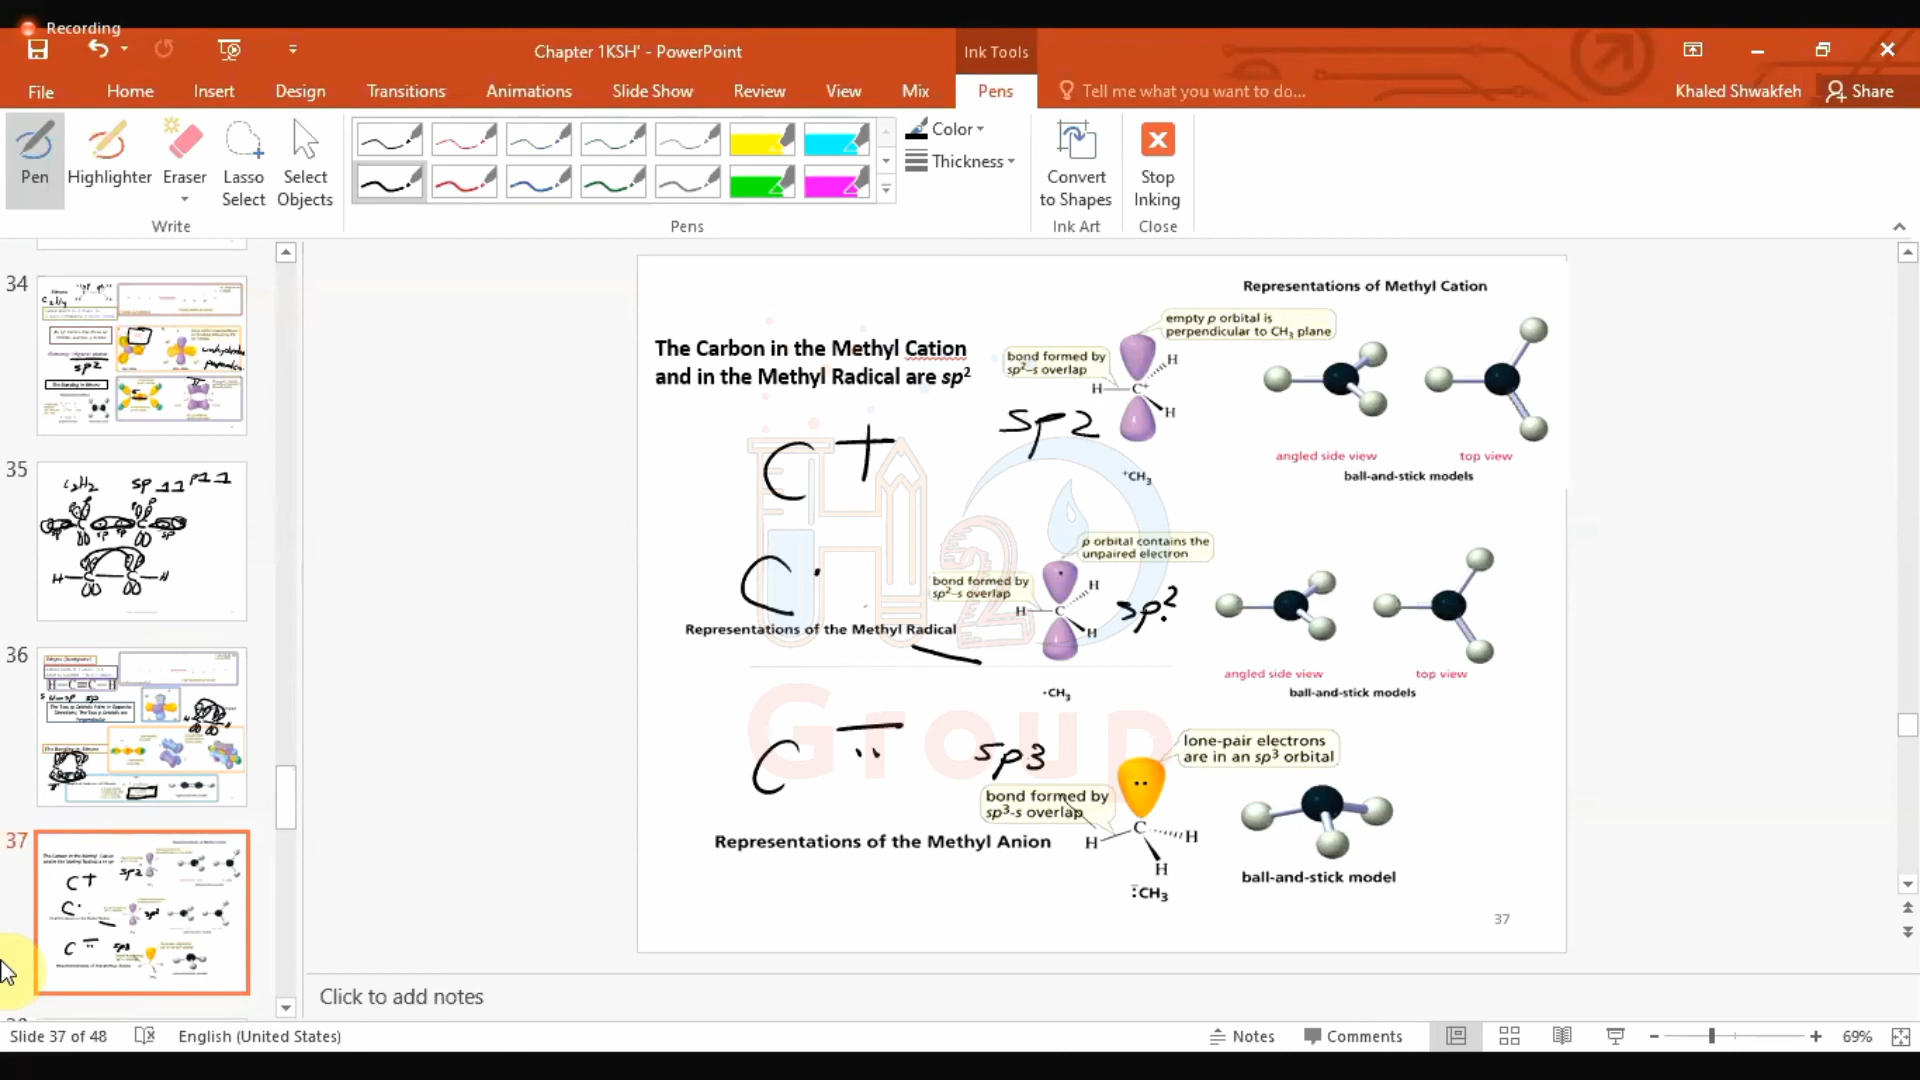 Recording
Chapter 1KSH' - PowerPoint
Ink Tools
File
Home
Insert
Design
Transitions
Animations
Slide Show
Review
View
Mix
Pens
Tell me what you want to do...
Khaled Shwakfeh
Share
Pen
Highlighter
Eraser
Lasso
Select
Select
Objects
Color
Thickness
Convert
to Shapes
Stop
Inking
Write
Pens
Ink Art
Close
34
C2H4
sp2
35
C2H2
sp
H C C H
36
37
Representations of Methyl Cation
empty p orbital is
perpendicular to CH3 plane
The Carbon in the Methyl Cation
and in the Methyl Radical are sp2
bond formed by
sp2–s overlap
H
H C+
H
sp2
C+
+CH3
angled side view
top view
ball-and-stick models
H2O
p orbital contains the
unpaired electron
C·
bond formed by
sp2–s overlap
H
H C
H
sp2
Representations of the Methyl Radical
·CH3
angled side view
top view
ball-and-stick models
Group
C
sp3
lone-pair electrons
are in an sp3 orbital
bond formed by
sp3-s overlap
C
H
H
H
Representations of the Methyl Anion
:CH3
ball-and-stick model
37
Click to add notes
Slide 37 of 48
English (United States)
Notes
Comments
69%